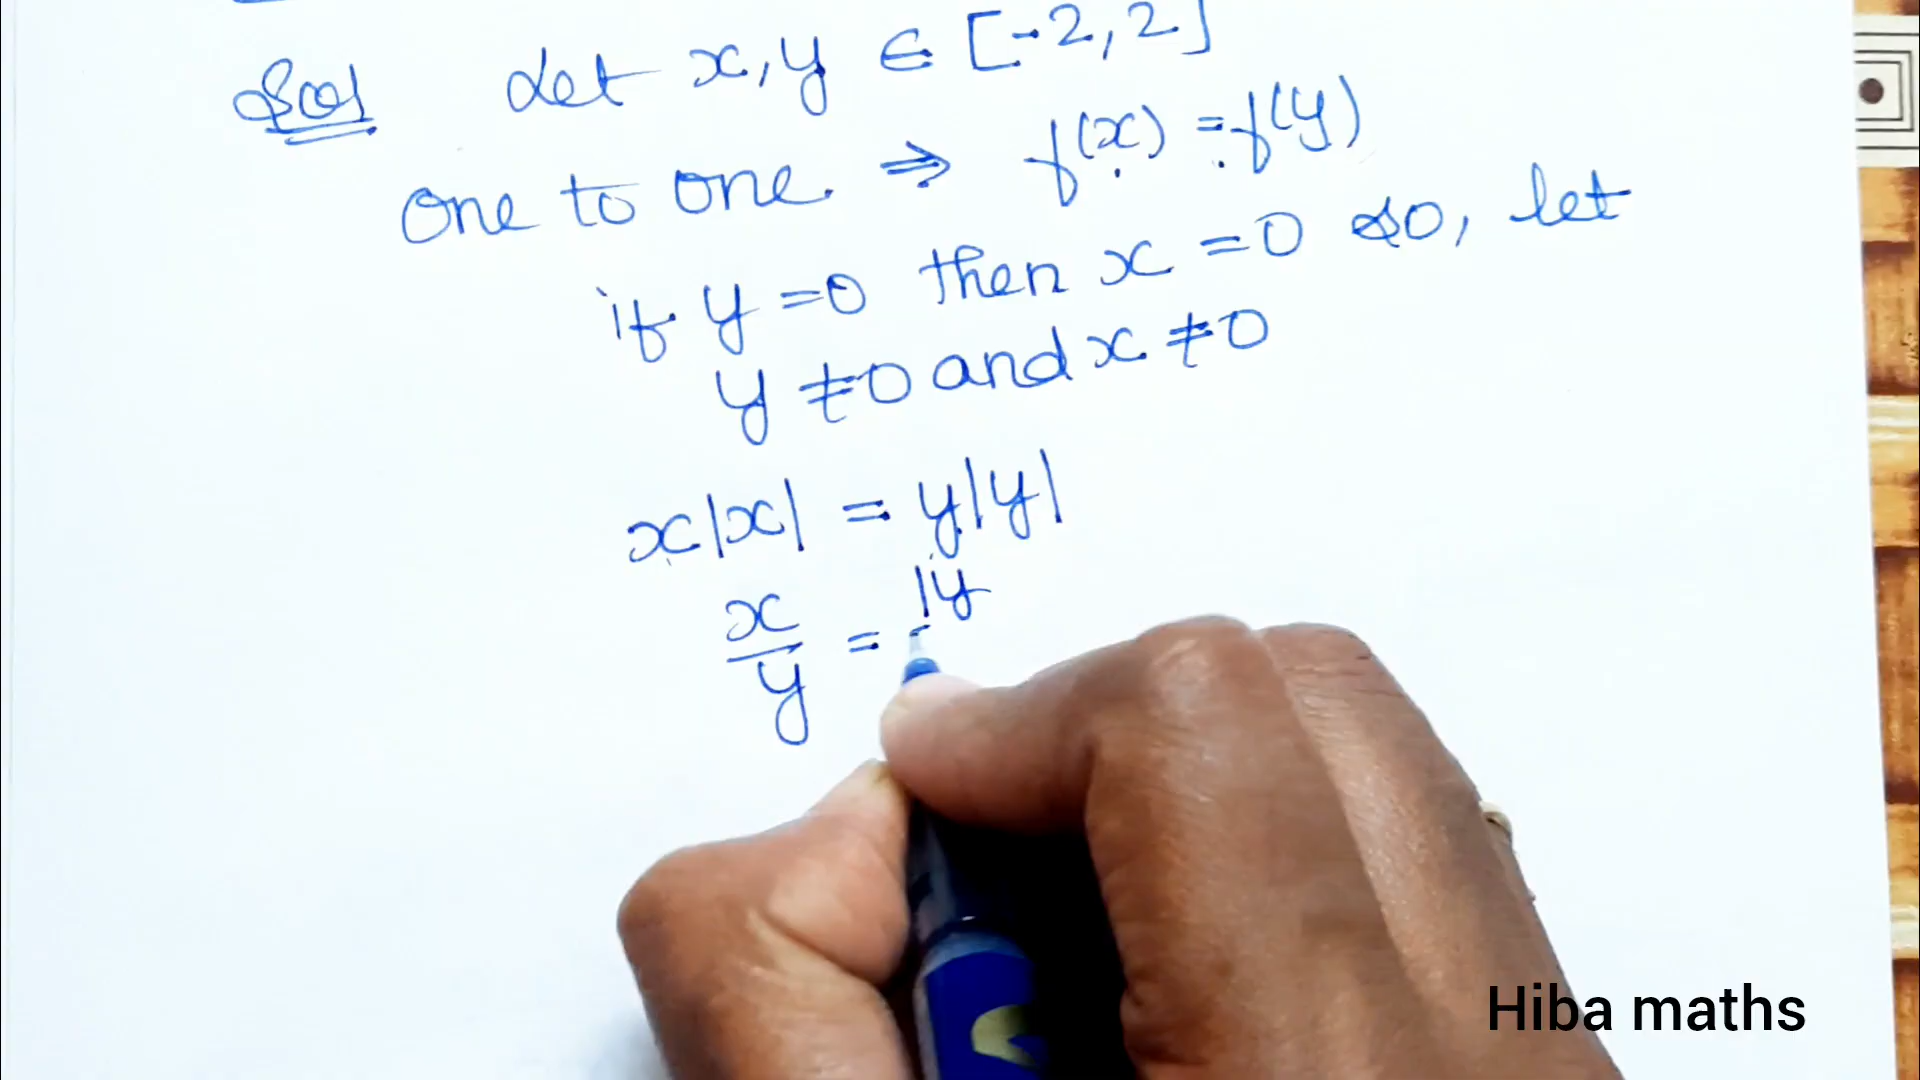 Sol Let x, y ∈ [-2, 2]
One to one ⇒ f(x) = f(y)
if y = 0 then x = 0 so, let
y ≠ 0 and x ≠ 0
x|x| = y|y|
x/y = |y
Hiba maths